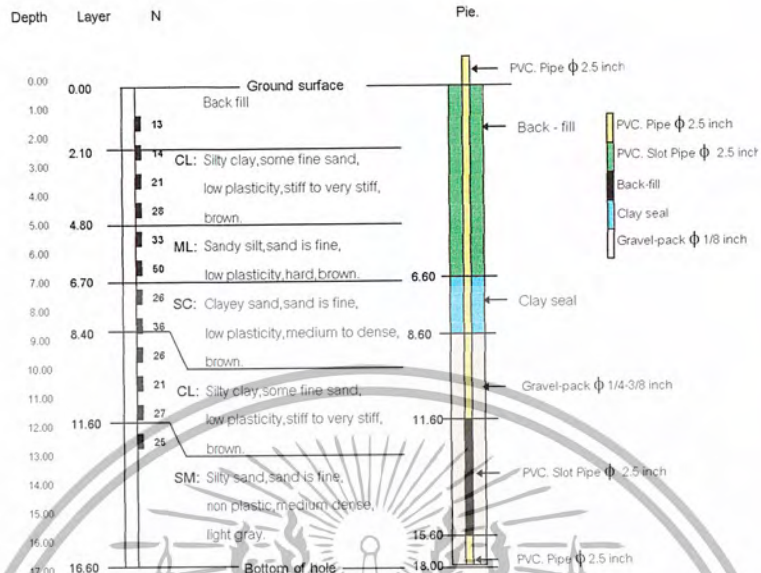 Depth Layer N Pie.
PVC. Pipe ϕ 2.5 inch
0.00
0.00 Ground surface
Back fill
1.00
13
Back - fill
PVC. Pipe ϕ 2.5 inch
2.00
2.10
14 CL: Silty clay,some fine sand,
PVC. Slot Pipe ϕ 2.5 inch
3.00
21 low plasticity,stiff to very stiff,
Back-fill
4.00
28 brown.
Clay seal
4.80
5.00
33 ML: Sandy silt,sand is fine,
Gravel-pack ϕ 1/8 inch
6.00
50 low plasticity,hard,brown.
6.70
6.60
7.00
26 SC: Clayey sand,sand is fine,
Clay seal
8.00
36 low plasticity,medium to dense,
8.40
8.60
9.00
26 brown.
10.00
21 CL: Silty clay,some fine sand,
Gravel-pack ϕ 1/4-3/8 inch
11.00
27 low plasticity,stiff to very stiff,
11.60
11.60
12.00
25 brown.
13.00
SM: Silty sand,sand is fine,
PVC. Slot Pipe ϕ 2.5 inch
14.00
non plastic,medium dense,
15.00
light gray.
15.60
16.00
16.60 Bottom of hole
18.00
PVC. Pipe ϕ 2.5 inch
17.00